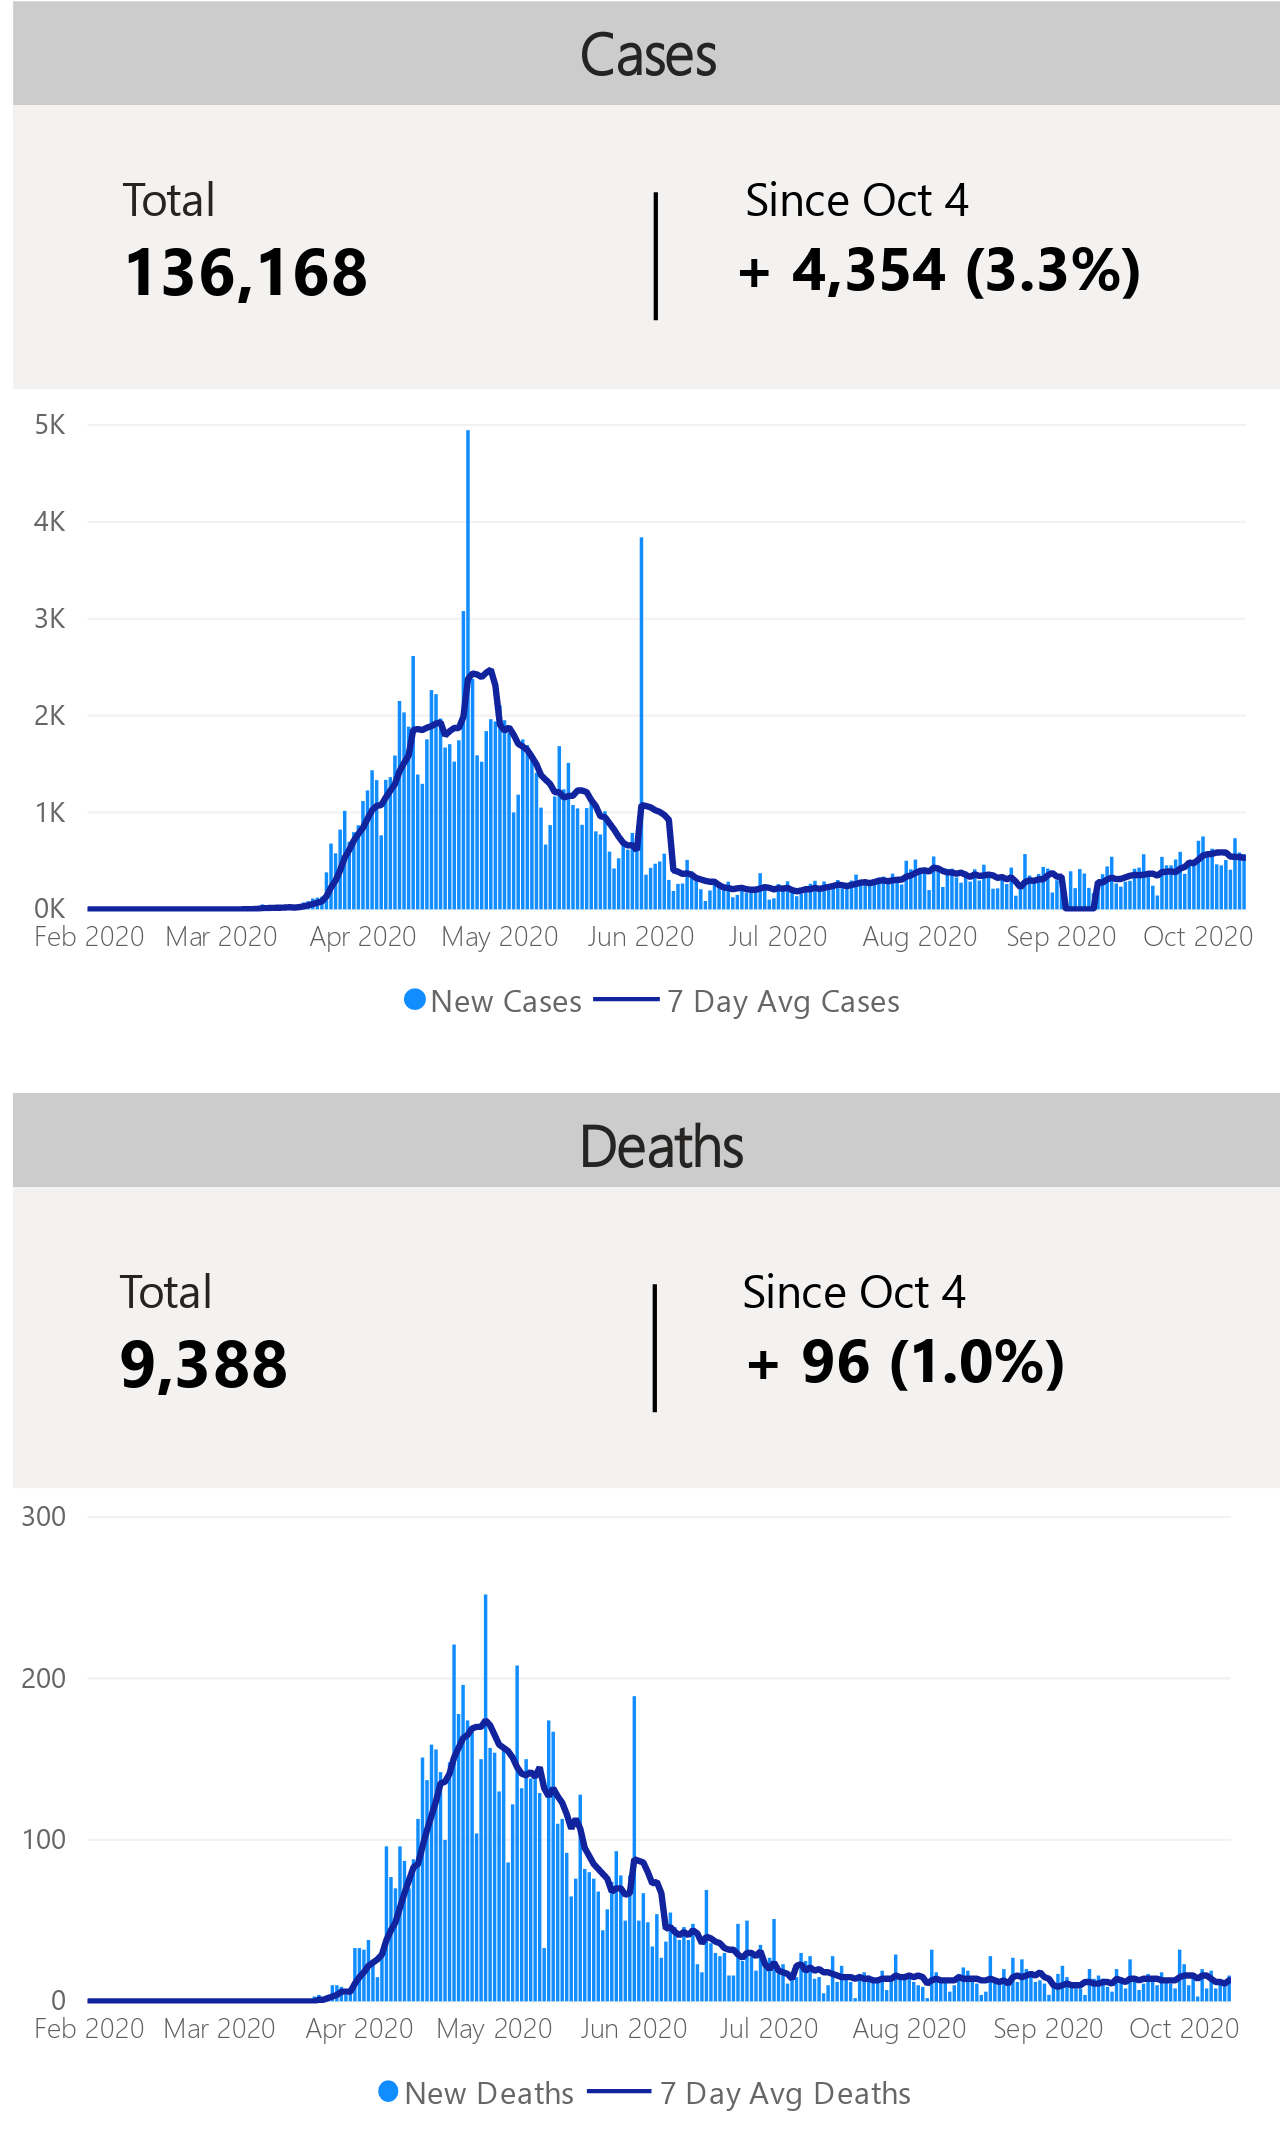 Cases
Total
Since Oct 4
136,168
+ 4,354 (3.3%)
5K
4K
3K
2K
1K
0K
Feb 2020 Mar 2020 Apr 2020 May 2020 Jun 2020 Jul 2020 Aug 2020 Sep 2020 Oct 2020
New Cases 7 Day Avg Cases
Deaths
Total
Since Oct 4
9,388
+ 96 (1.0%)
300
200
100
0
Feb 2020 Mar 2020 Apr 2020 May 2020 Jun 2020 Jul 2020 Aug 2020 Sep 2020 Oct 2020
New Deaths 7 Day Avg Deaths